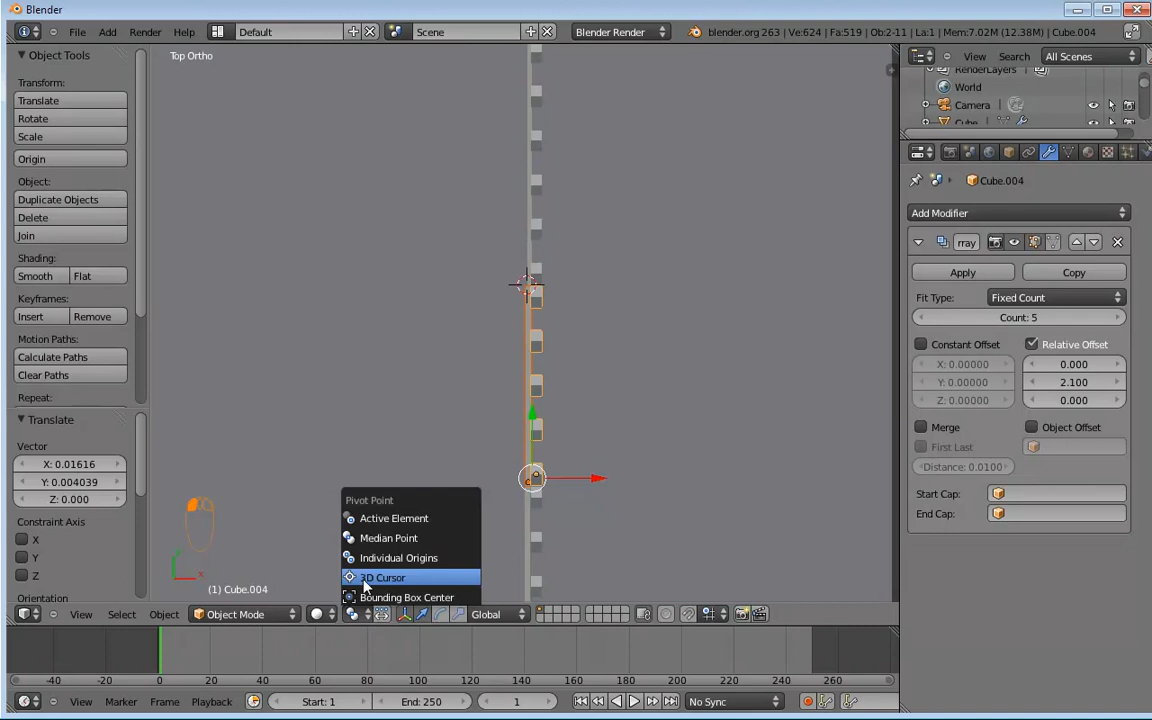 Blender
File Add Render Help Default Scene Blender Render blender.org 263 | Ve:624 | Fa:519 | Ob:2-11 | La:1 | Mem:7.02M (12.38M) | Cube.004
Object Tools
Transform:
Translate
Rotate
Scale
Origin
Object:
Duplicate Objects
Delete
Join
Shading:
Smooth Flat
Keyframes:
Insert Remove
Motion Paths:
Calculate Paths
Clear Paths
Repeat:
Translate
Vector
X: 0.01616
Y: 0.004039
Z: 0.000
Constraint Axis
X
Y
Z
Orientation
Top Ortho
z
x
(1) Cube.004
Pivot Point
Active Element
Median Point
Individual Origins
3D Cursor
Bounding Box Center
View Select Object Object Mode Global
View Search All Scenes
RenderLayers
World
Camera
Cube
Cube.004
Add Modifier
rray
Apply Copy
Fit Type: Fixed Count
Count: 5
Constant Offset Relative Offset
X: 0.00000 0.000
Y: 0.00000 2.100
Z: 0.00000 0.000
Merge Object Offset
First Last
Distance: 0.0100
Start Cap:
End Cap:
-40 -20 0 20 40 60 80 100 120 140 160 180 200 220 240 260
View Marker Frame Playback Start: 1 End: 250 1 No Sync